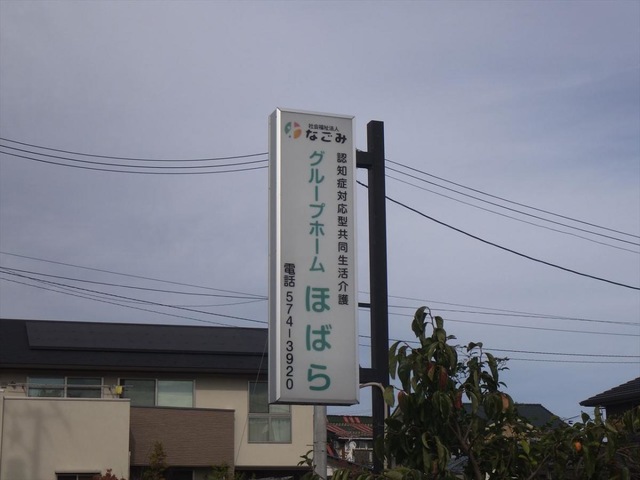 社会福祉法人
なごみ
認知症対応型共同生活介護
グループホーム
ほばら
電話 574-3920